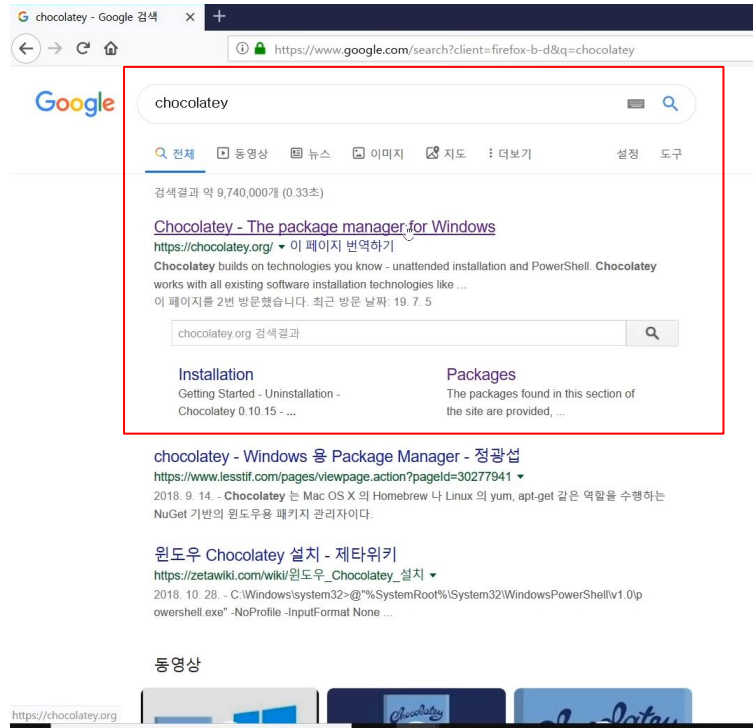 chocolatey - Google 검색
https://www.google.com/search?client=firefox-b-d&q=chocolatey
Google
chocolatey
전체 동영상 뉴스 이미지 지도 더보기 설정 도구
검색결과 약 9,740,000개 (0.33초)
Chocolatey - The package manager for Windows
https://chocolatey.org/ ▾ 이 페이지 번역하기
Chocolatey builds on technologies you know - unattended installation and PowerShell. Chocolatey
works with all existing software installation technologies like ...
이 페이지를 2번 방문했습니다. 최근 방문 날짜: 19. 7. 5
chocolatey.org 검색결과
Installation
Getting Started - Uninstallation -
Chocolatey 0.10.15 - ...
Packages
The packages found in this section of
the site are provided, ...
chocolatey - Windows 용 Package Manager - 정광섭
https://www.lesstif.com/pages/viewpage.action?pageId=30277941 ▾
2018. 9. 14. - Chocolatey 는 Mac OS X 의 Homebrew 나 Linux 의 yum, apt-get 같은 역할을 수행하는
NuGet 기반의 윈도우용 패키지 관리자이다.
윈도우 Chocolatey 설치 - 제타위키
https://zetawiki.com/wiki/윈도우_Chocolatey_설치 ▾
2018. 10. 28. - C:\Windows\system32>@"%SystemRoot%\System32\WindowsPowerShell\v1.0\p
owershell.exe" -NoProfile -InputFormat None ...
동영상
https://chocolatey.org
Chocolatey